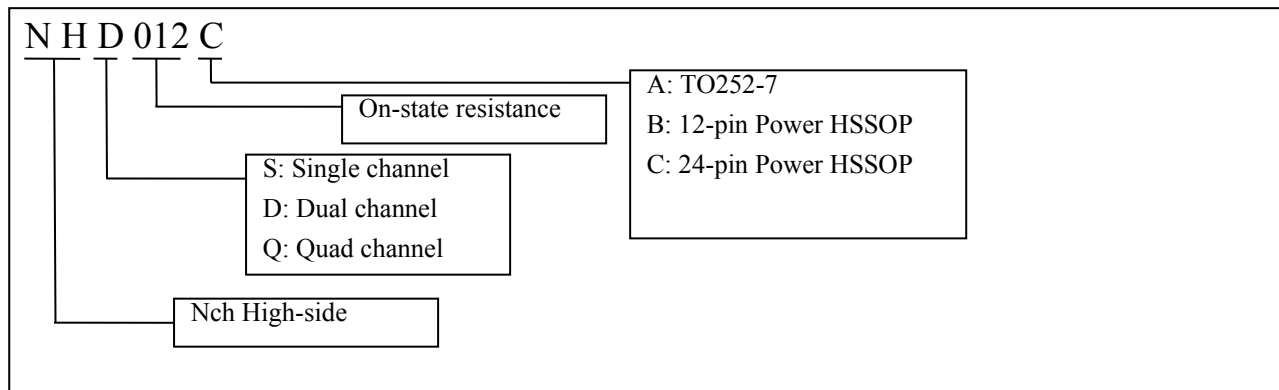 N H D 012 C
A: TO252-7
B: 12-pin Power HSSOP
C: 24-pin Power HSSOP
On-state resistance
S: Single channel
D: Dual channel
Q: Quad channel
Nch High-side